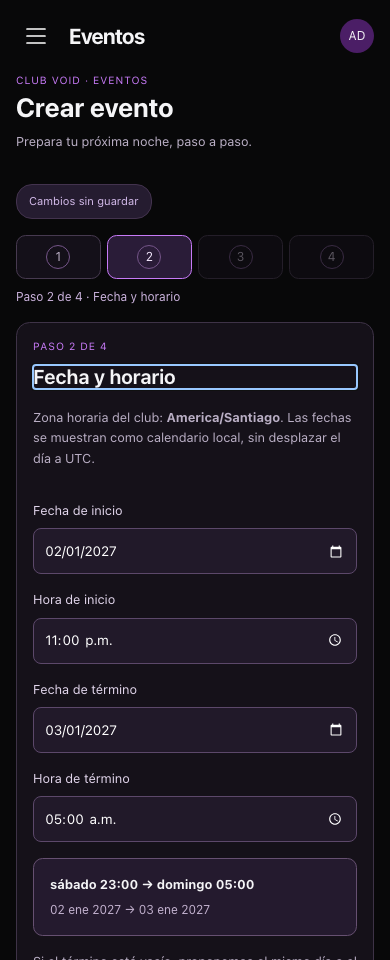 Eventos
AD
CLUB VOID · EVENTOS
Crear evento
Prepara tu próxima noche, paso a paso.
Cambios sin guardar
1
2
3
4
Paso 2 de 4 · Fecha y horario
PASO 2 DE 4
Fecha y horario
Zona horaria del club: America/Santiago. Las fechas
se muestran como calendario local, sin desplazar el
día a UTC.
Fecha de inicio
02/01/2027
Hora de inicio
11:00 p.m.
Fecha de término
03/01/2027
Hora de término
05:00 a.m.
sábado 23:00 → domingo 05:00
02 ene 2027 → 03 ene 2027